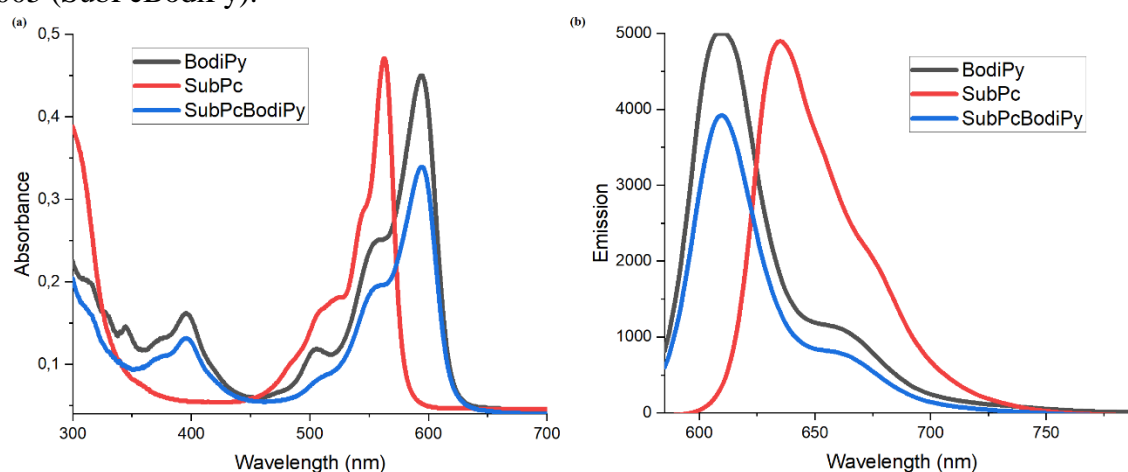 (SubPcBodiPy).
(a)
0,5
0,4
0,3
0,2
0,1
Absorbance
BodiPy
SubPc
SubPcBodiPy
300 400 500 600 700
Wavelength (nm)
(b)
5000
4000
3000
2000
1000
0
Emission
BodiPy
SubPc
SubPcBodiPy
600 650 700 750
Wavelength (nm)